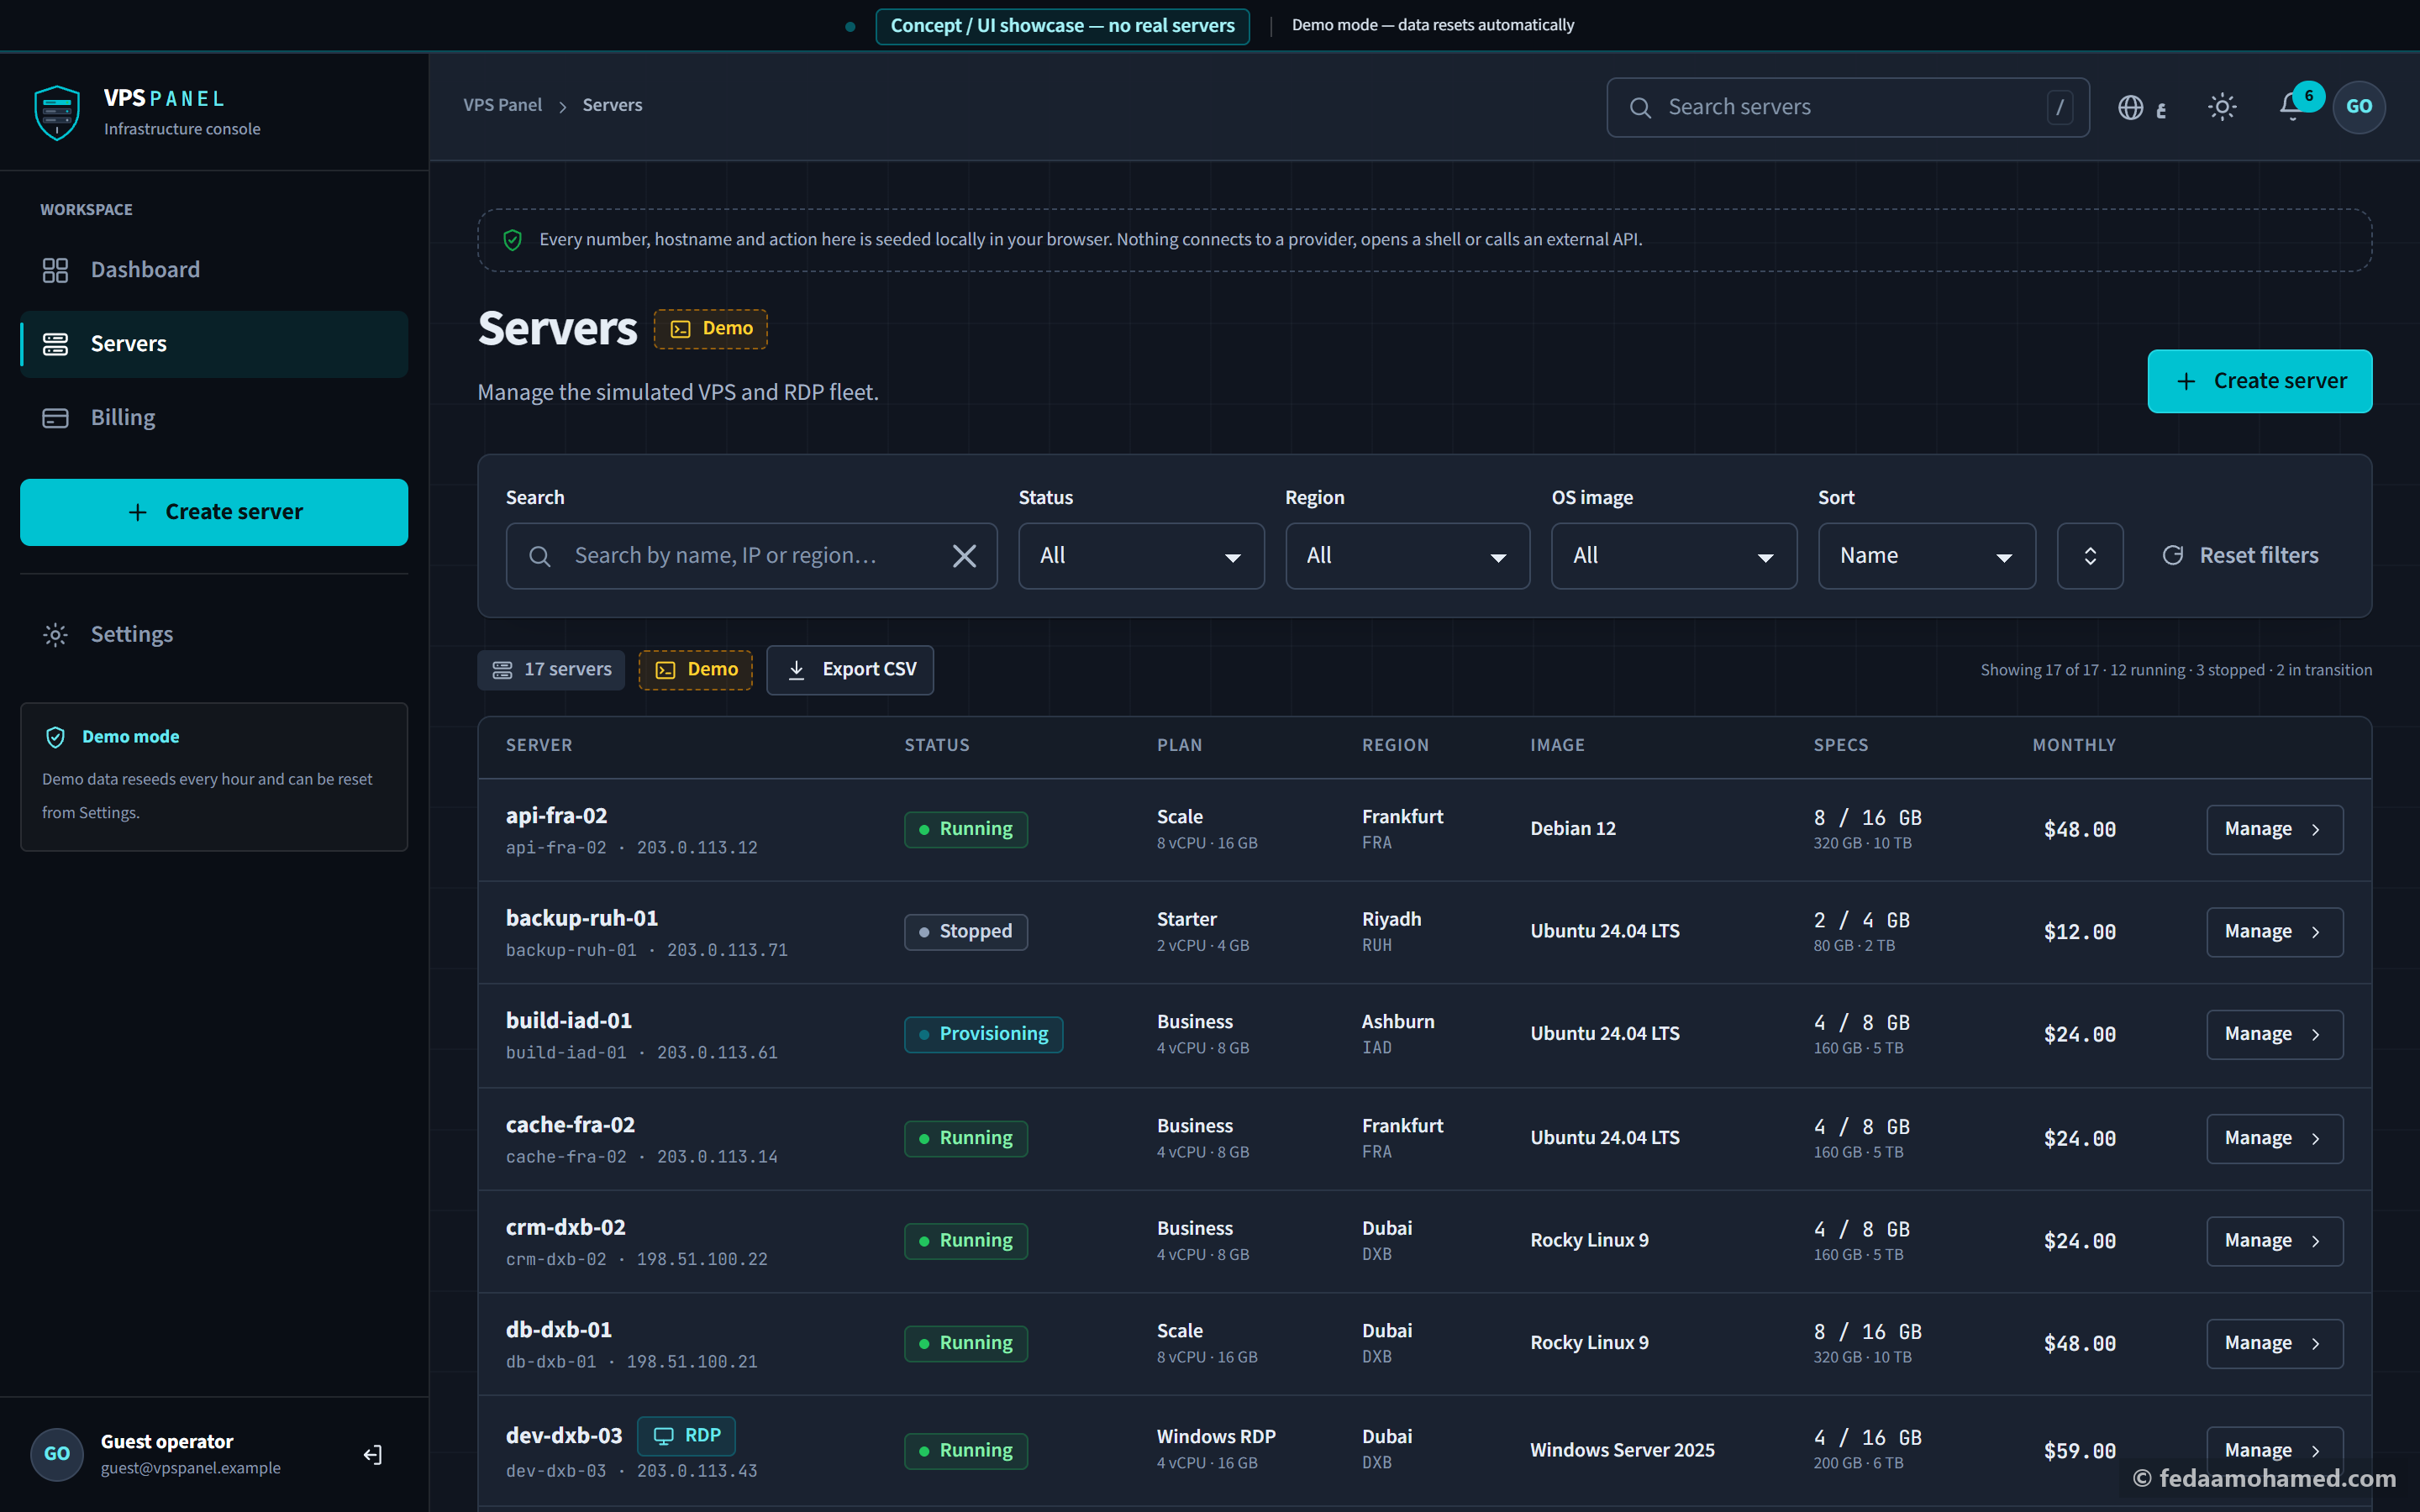 Concept / UI showcase — no real servers
Demo mode — data resets automatically
VPS PANEL
Infrastructure console
VPS Panel > Servers
Search servers
/
ع
6
GO
WORKSPACE
Dashboard
Servers
Billing
+ Create server
Settings
Demo mode
Demo data reseeds every hour and can be reset
from Settings.
Guest operator
guest@vpspanel.example
GO
Every number, hostname and action here is seeded locally in your browser. Nothing connects to a provider, opens a shell or calls an external API.
Servers
Demo
Manage the simulated VPS and RDP fleet.
+ Create server
Search
Status
Region
OS image
Sort
Search by name, IP or region…
All
All
All
Name
Reset filters
17 servers
Demo
Export CSV
Showing 17 of 17 · 12 running · 3 stopped · 2 in transition
SERVER STATUS PLAN REGION IMAGE SPECS MONTHLY
api-fra-02 Running Scale Frankfurt Debian 12 8 / 16 GB $48.00 Manage
api-fra-02 · 203.0.113.12 8 vCPU · 16 GB FRA 320 GB · 10 TB
backup-ruh-01 Stopped Starter Riyadh Ubuntu 24.04 LTS 2 / 4 GB $12.00 Manage
backup-ruh-01 · 203.0.113.71 2 vCPU · 4 GB RUH 80 GB · 2 TB
build-iad-01 Provisioning Business Ashburn Ubuntu 24.04 LTS 4 / 8 GB $24.00 Manage
build-iad-01 · 203.0.113.61 4 vCPU · 8 GB IAD 160 GB · 5 TB
cache-fra-02 Running Business Frankfurt Ubuntu 24.04 LTS 4 / 8 GB $24.00 Manage
cache-fra-02 · 203.0.113.14 4 vCPU · 8 GB FRA 160 GB · 5 TB
crm-dxb-02 Running Business Dubai Rocky Linux 9 4 / 8 GB $24.00 Manage
crm-dxb-02 · 198.51.100.22 4 vCPU · 8 GB DXB 160 GB · 5 TB
db-dxb-01 Running Scale Dubai Rocky Linux 9 8 / 16 GB $48.00 Manage
db-dxb-01 · 198.51.100.21 8 vCPU · 16 GB DXB 320 GB · 10 TB
dev-dxb-03 RDP Running Windows RDP Dubai Windows Server 2025 4 / 16 GB $59.00 Manage
dev-dxb-03 · 203.0.113.43 4 vCPU · 16 GB DXB 200 GB · 6 TB
© fedaamohamed.com